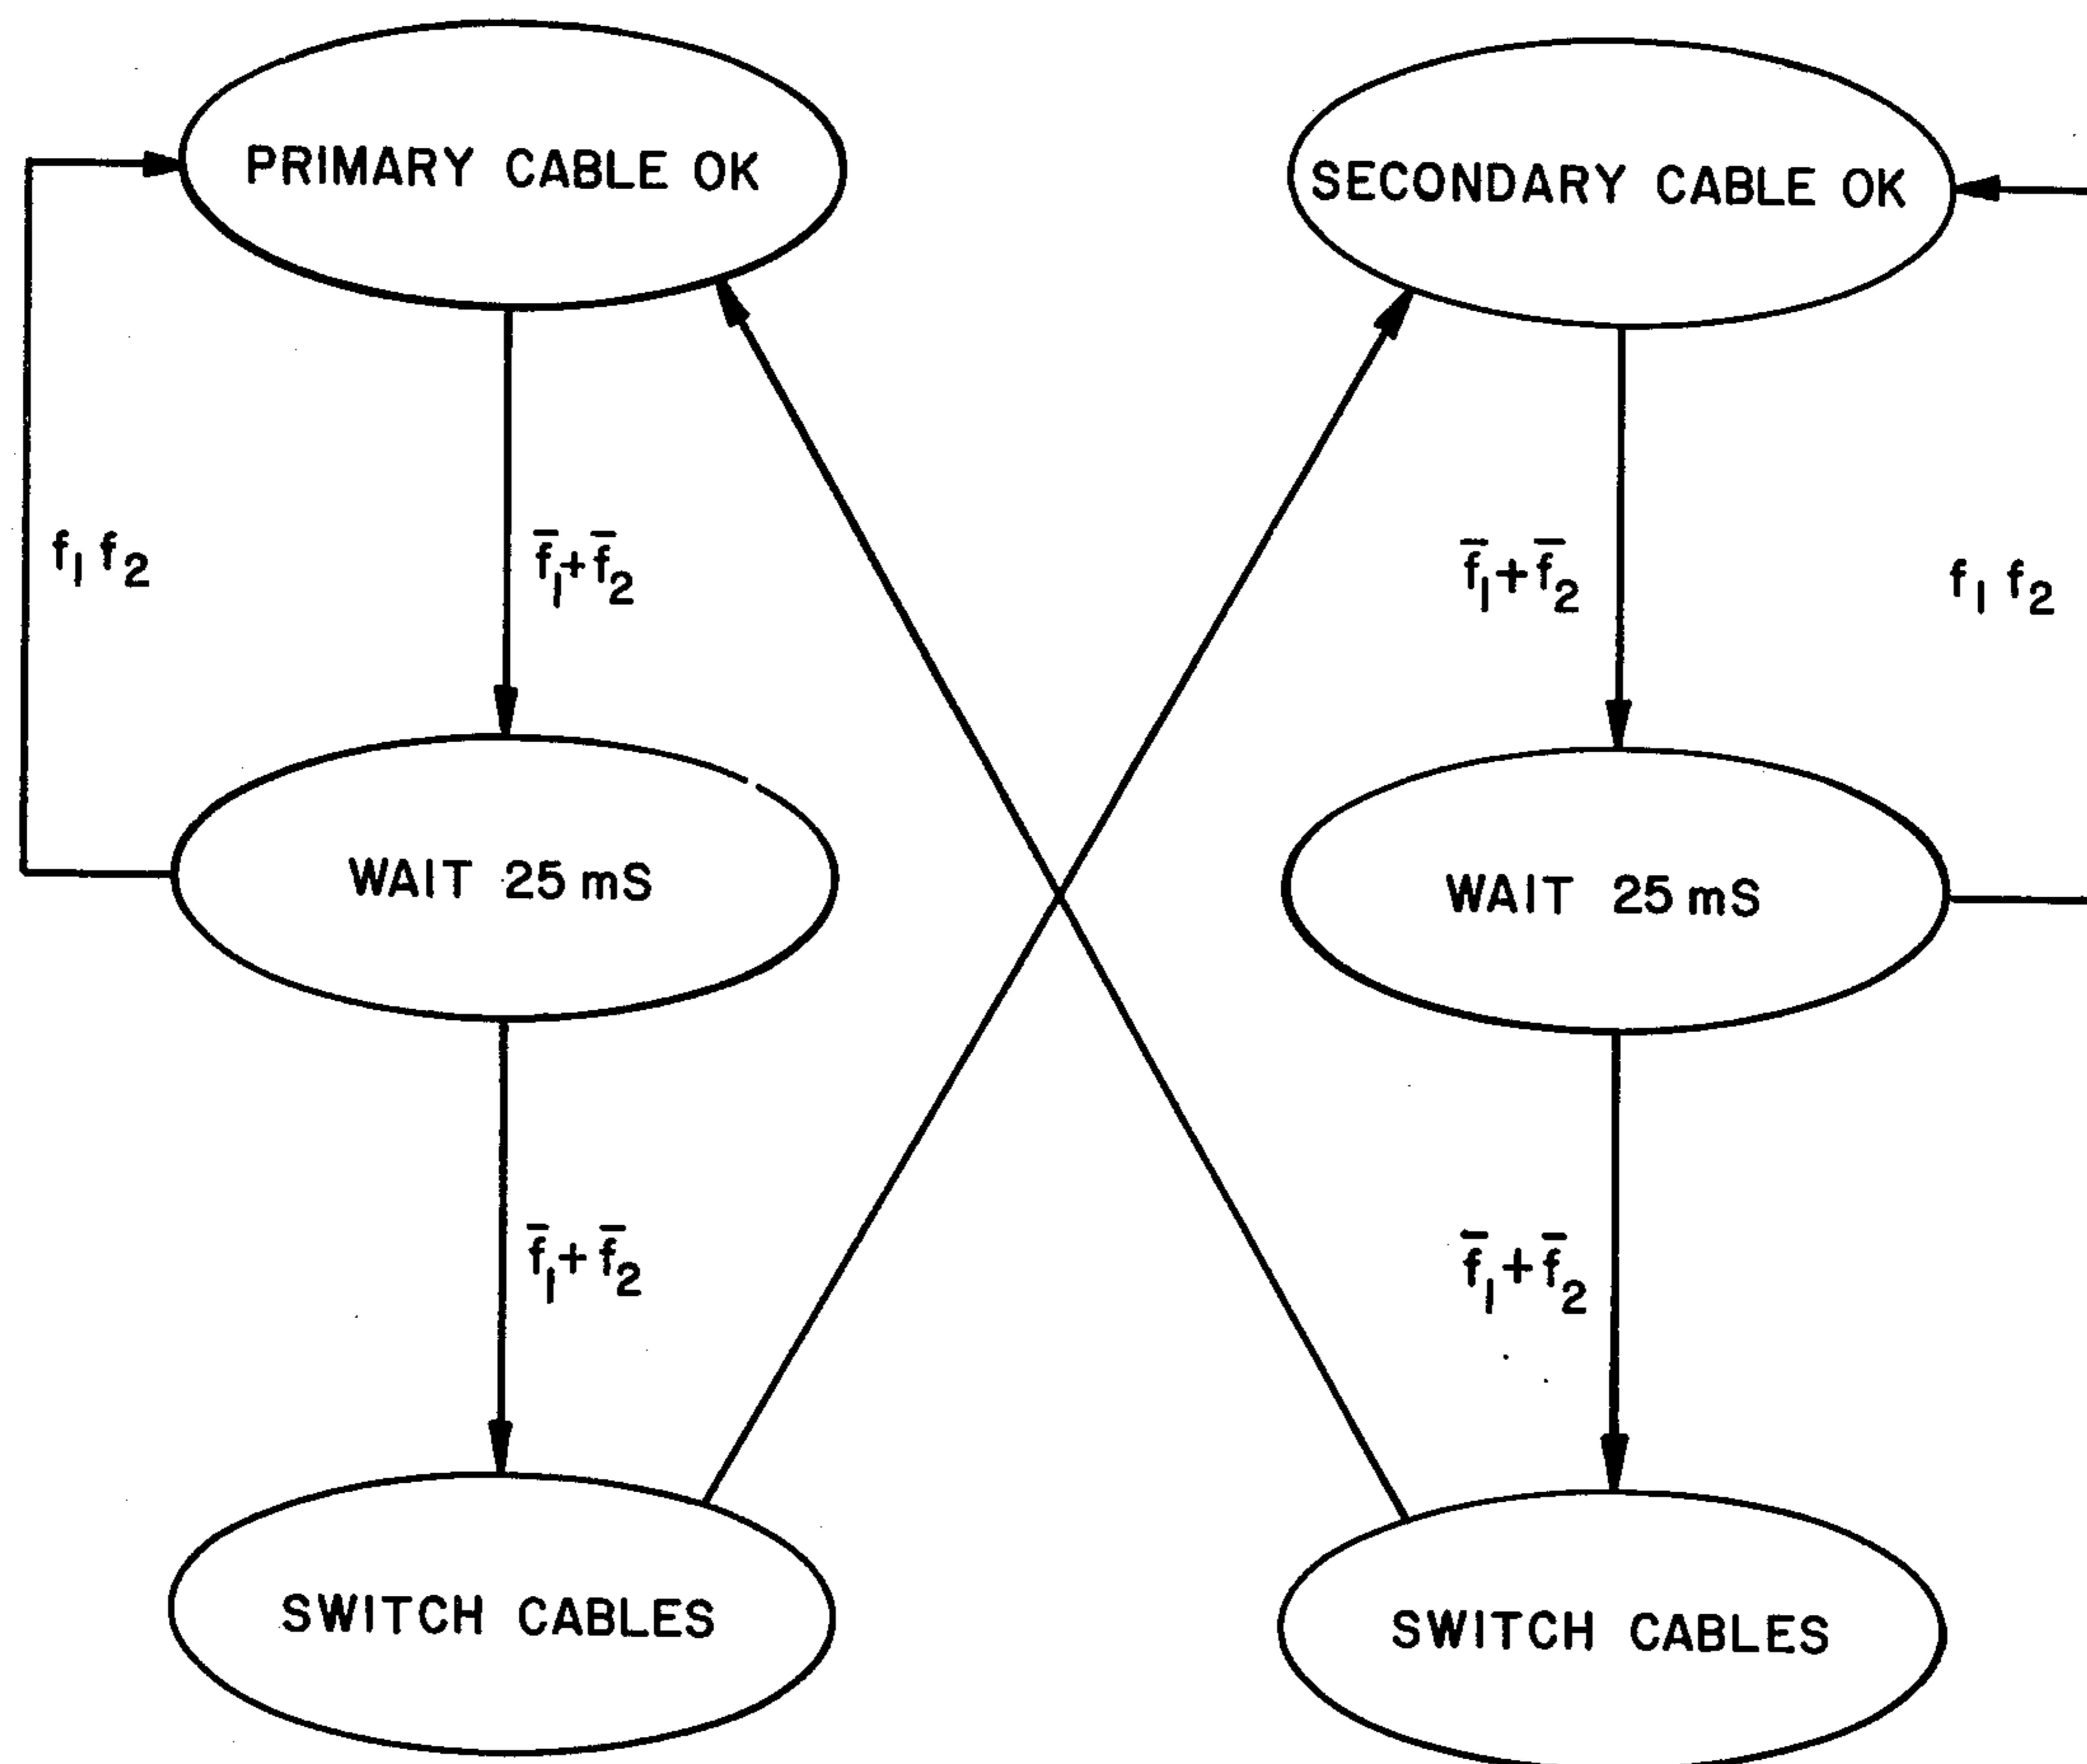 PRIMARY CABLE OK
SECONDARY CABLE OK
f₁ f₂
f̄₁+f̄₂
f̄₁+f̄₂
f₁ f₂
WAIT 25 mS
WAIT 25 mS
f̄₁+f̄₂
f̄₁+f̄₂
SWITCH CABLES
SWITCH CABLES